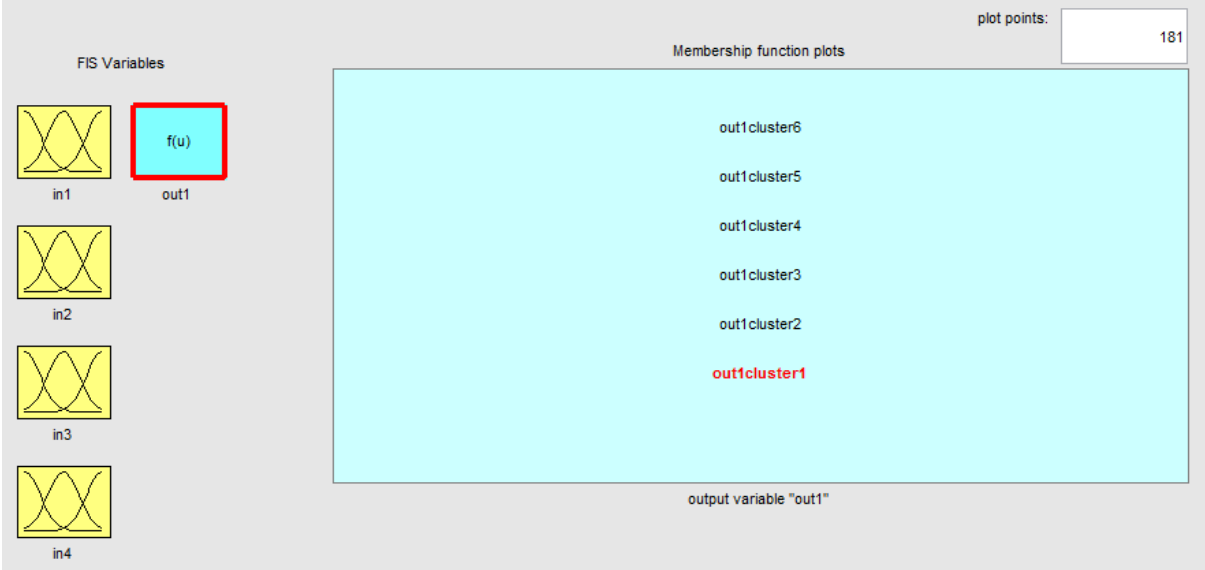 plot points:
181
Membership function plots
FIS Variables
f(u)
in1
out1
in2
in3
in4
out1cluster6
out1cluster5
out1cluster4
out1cluster3
out1cluster2
out1cluster1
output variable "out1"